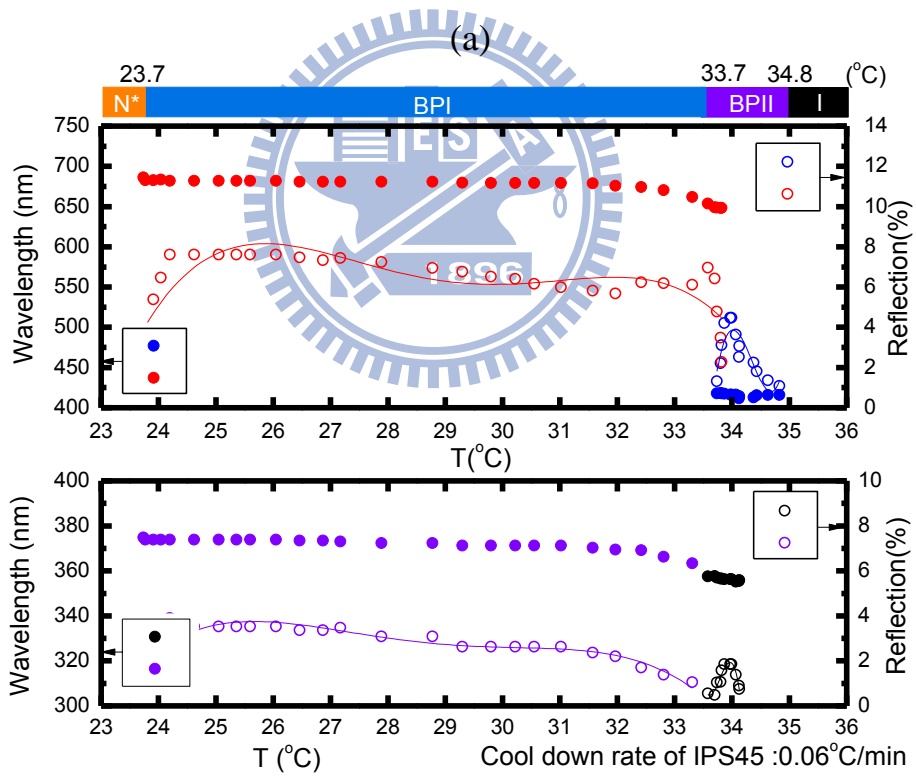 (a)
23.7 33.7 34.8 (°C)
N* BPI BPII I
E S A
1896
750
700
650
600
550
500
450
400
Wavelength (nm)
14
12
10
8
6
4
2
0
Reflection(%
23 24 25 26 27 28 29 30 31 32 33 34 35 36
T(°C)
400
380
360
340
320
300
Wavelength (nm)
10
8
6
4
2
0
Reflection(%
23 24 25 26 27 28 29 30 31 32 33 34 35 36
T (°C) Cool down rate of IPS45 :0.06°C/min